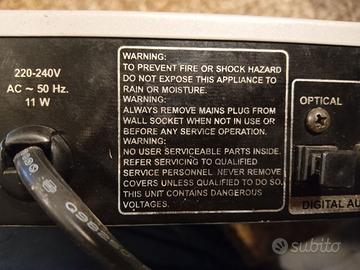 220-240V
AC ~ 50 Hz.
11 W
WARNING:
TO PREVENT FIRE OR SHOCK HAZARD
DO NOT EXPOSE THIS APPLIANCE TO
RAIN OR MOISTURE.
WARNING:
ALWAYS REMOVE MAINS PLUG FROM
WALL SOCKET WHEN NOT IN USE OR
BEFORE ANY SERVICE OPERATION.
WARNING:
NO USER SERVICEABLE PARTS INSIDE.
REFER SERVICING TO QUALIFIED
SERVICE PERSONNEL. NEVER REMOVE
COVERS UNLESS QUALIFIED TO DO SO,
THIS UNIT CONTAINS DANGEROUS
VOLTAGES.
OPTICAL
DIGITAL AU
subito